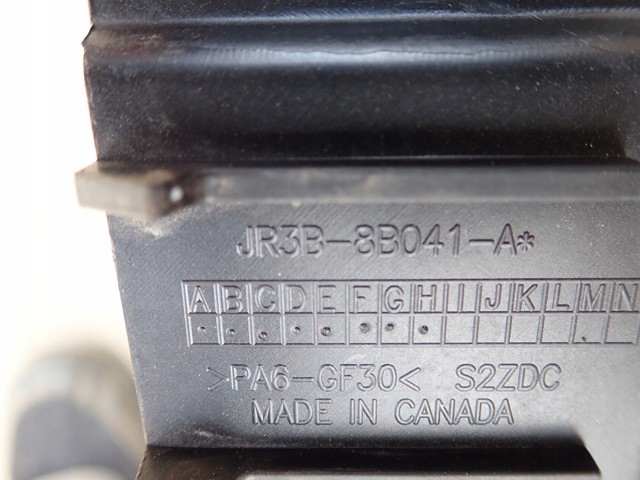 JR3B-8B041-A*
A B C D E F G H I J K L M N
>PA6-GF30< S2ZDC
MADE IN CANADA